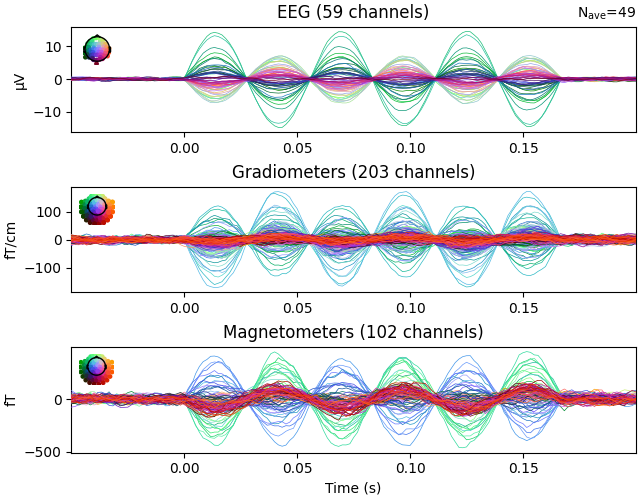 EEG (59 channels)
Nave=49
10
0
−10
µV
0.00 0.05 0.10 0.15
Gradiometers (203 channels)
100
0
−100
fT/cm
0.00 0.05 0.10 0.15
Magnetometers (102 channels)
0
−500
fT
0.00 0.05 0.10 0.15
Time (s)